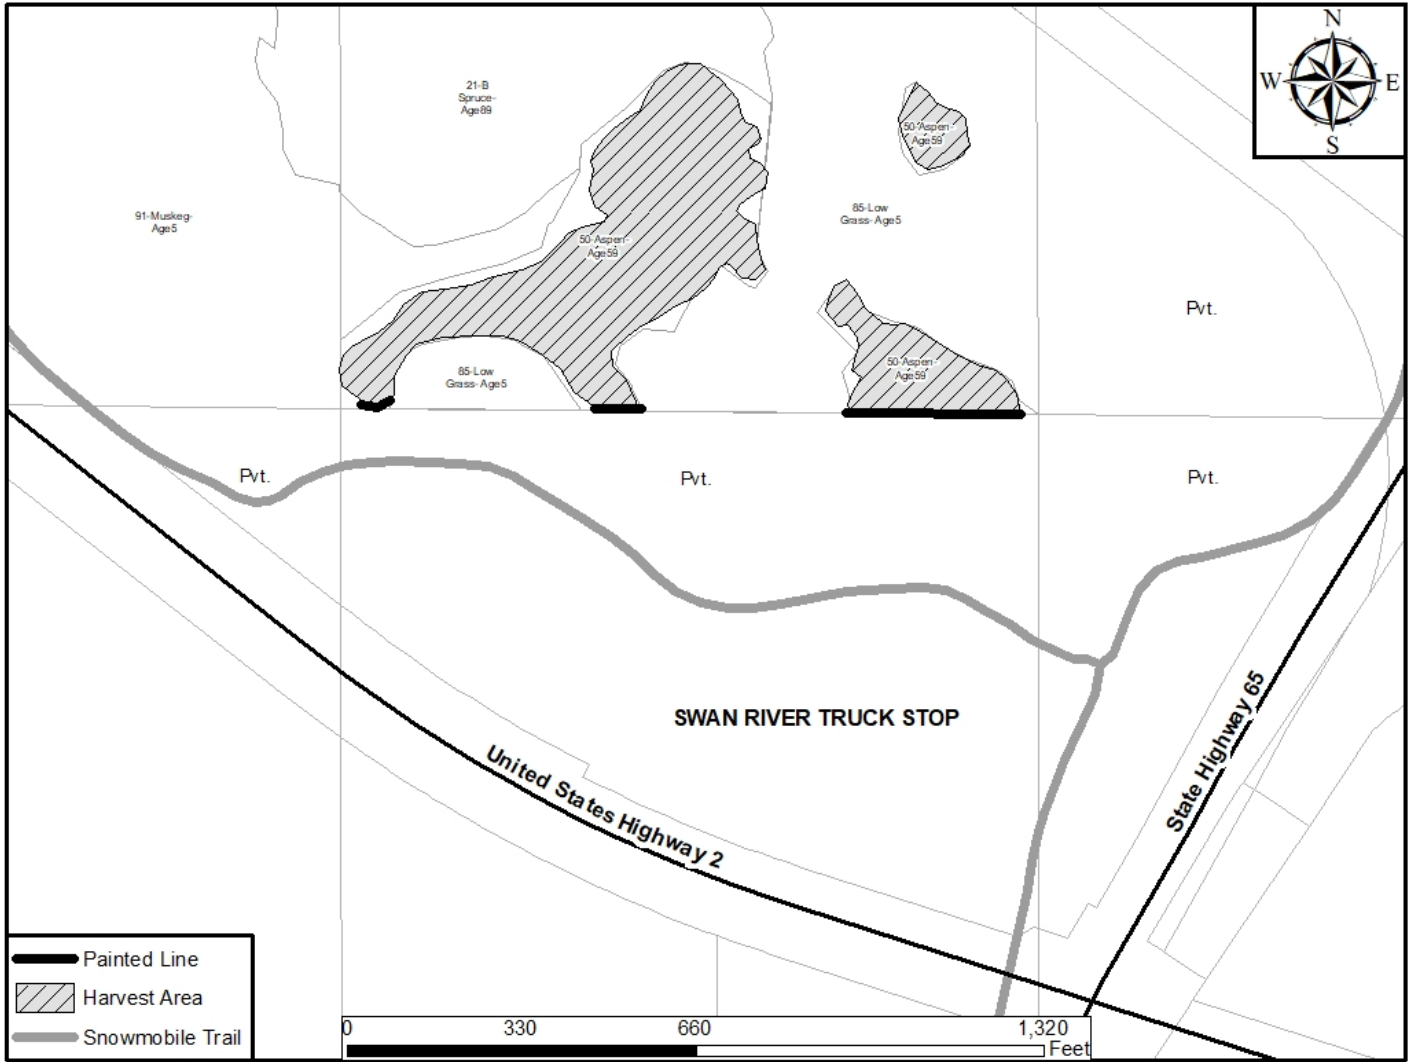 N
W E
S
21-B
Spruce-
Age89
50-Aspen-
Age59
91-Muskeg-
Age5
85-Low
Grass-Age5
50-Aspen-
Age59
Pvt.
85-Low
Grass-Age5
50-Aspen-
Age59
Pvt.
Pvt.
Pvt.
SWAN RIVER TRUCK STOP
United States Highway 2
State Highway 65
Painted Line
Harvest Area
Snowmobile Trail
0 330 660 1,320
Feet